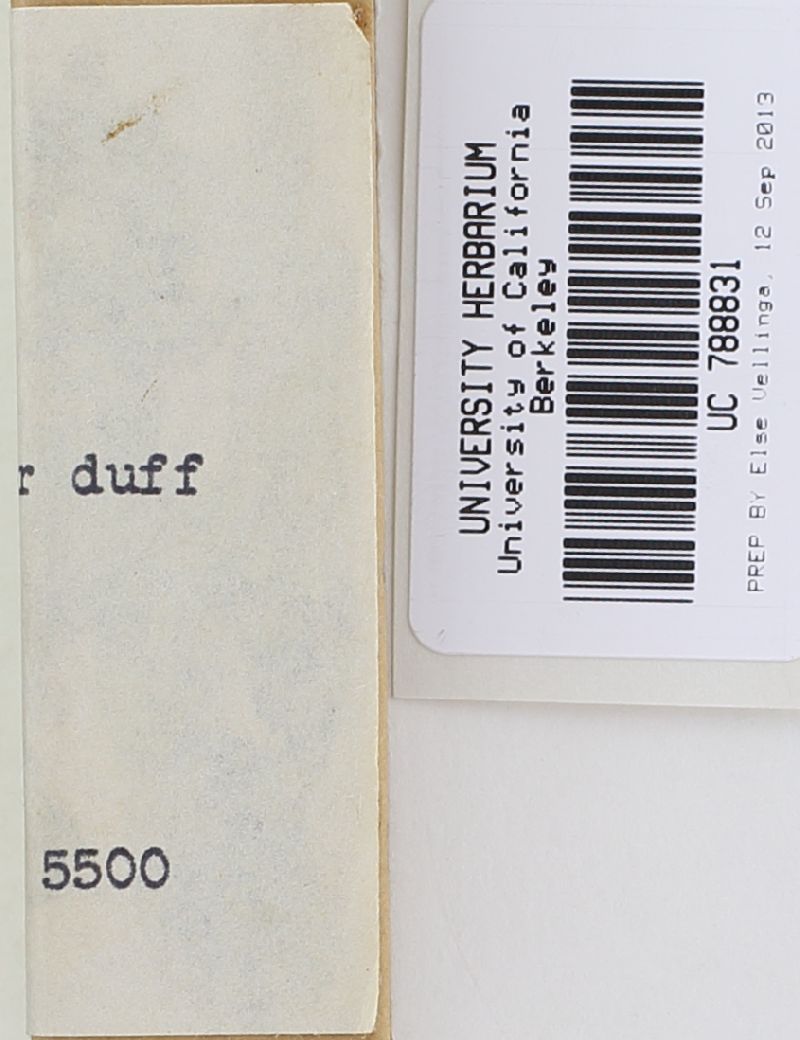 r duff
5500
UNIVERSITY HERBARIUM
University of California
Berkeley
UC 788831
PREP BY Else Vellinga, 12 Sep 2013